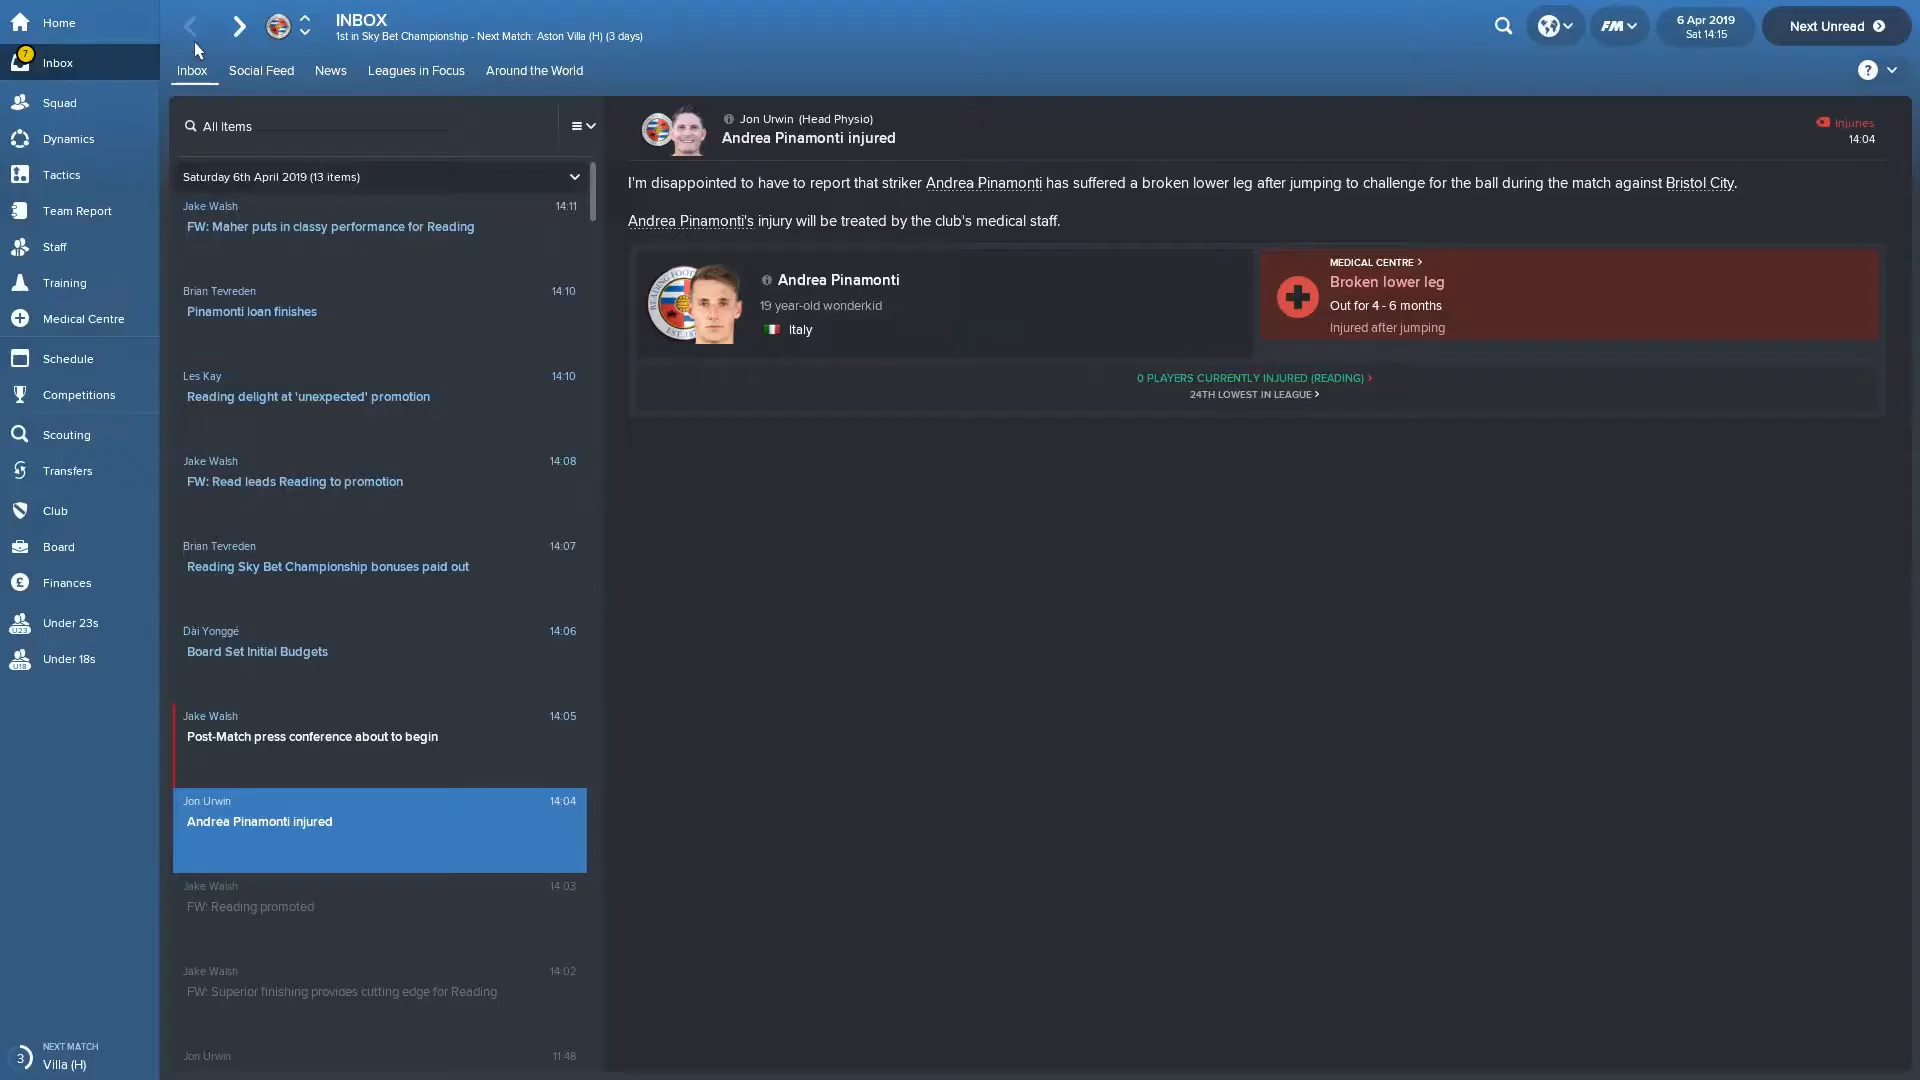 Home
7
Inbox
Squad
Dynamics
Tactics
Team Report
Staff
Training
Medical Centre
Schedule
Competitions
Scouting
Transfers
Club
Board
Finances
U23
Under 23s
U18
Under 18s
3
NEXT MATCH
Villa (H)
INBOX
1st in Sky Bet Championship - Next Match: Aston Villa (H) (3 days)
FM
6 Apr 2019
Sat 14:15
Next Unread
Inbox
Social Feed
News
Leagues in Focus
Around the World
?
All Items
Saturday 6th April 2019 (13 items)
Jake Walsh 14:11
FW: Maher puts in classy performance for Reading
Brian Tevreden 14:10
Pinamonti loan finishes
Les Kay 14:10
Reading delight at 'unexpected' promotion
Jake Walsh 14:08
FW: Read leads Reading to promotion
Brian Tevreden 14:07
Reading Sky Bet Championship bonuses paid out
Dài Yonggé 14:06
Board Set Initial Budgets
Jake Walsh 14:05
Post-Match press conference about to begin
Jon Urwin 14:04
Andrea Pinamonti injured
Jake Walsh 14:03
FW: Reading promoted
Jake Walsh 14:02
FW: Superior finishing provides cutting edge for Reading
Jon Urwin 11:48
Jon Urwin (Head Physio)
Andrea Pinamonti injured
Injuries
14:04
I'm disappointed to have to report that striker Andrea Pinamonti has suffered a broken lower leg after jumping to challenge for the ball during the match against Bristol City.
Andrea Pinamonti's injury will be treated by the club's medical staff.
Andrea Pinamonti
19 year-old wonderkid
Italy
MEDICAL CENTRE >
Broken lower leg
Out for 4 - 6 months
Injured after jumping
0 PLAYERS CURRENTLY INJURED (READING) >
24TH LOWEST IN LEAGUE >